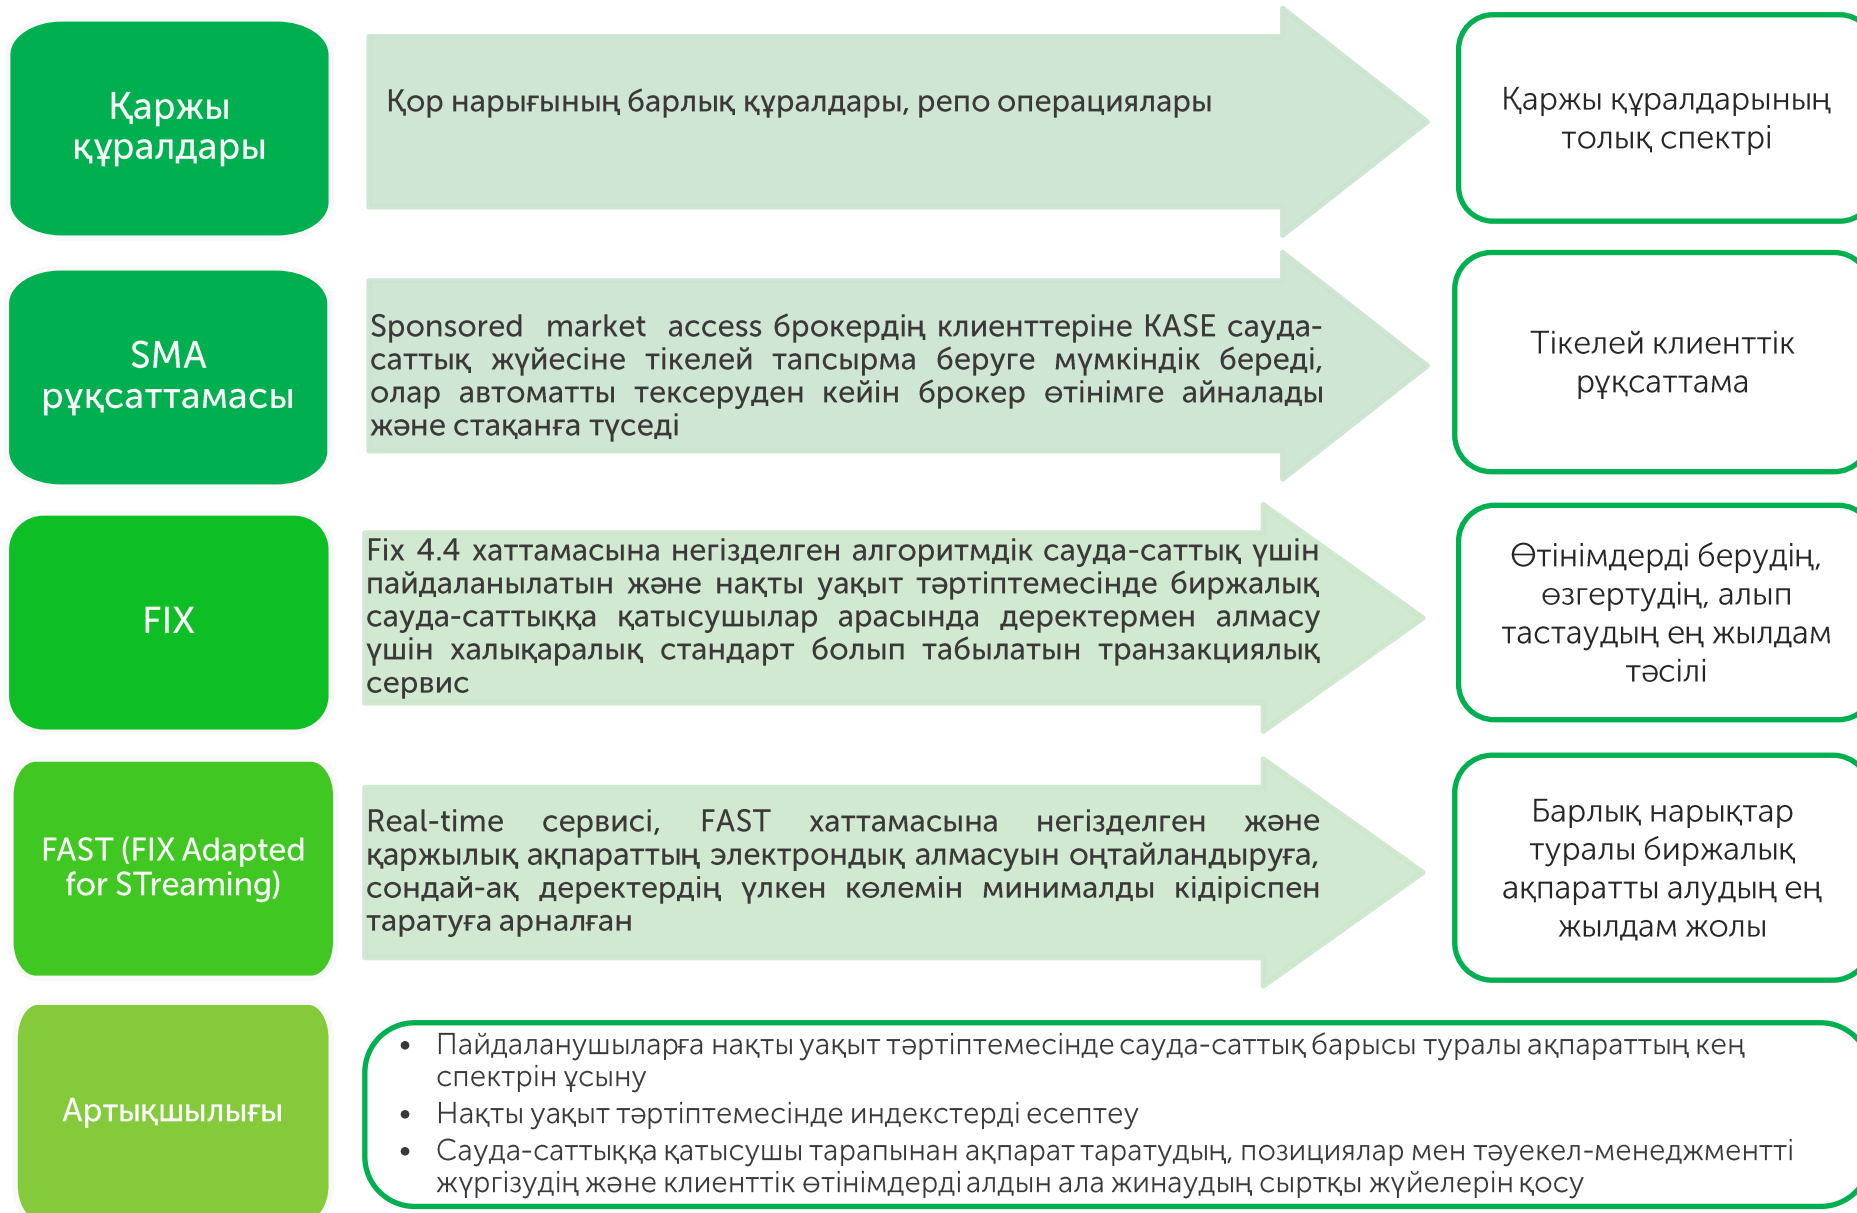 Қаржы
құралдары
Қор нарығының барлық құралдары, репо операциялары
Қаржы құралдарының
толық спектрі
SMA
рұқсаттамасы
Sponsored market access брокердің клиенттеріне KASE сауда-
саттық жүйесіне тікелей тапсырма беруге мүмкіндік береді,
олар автоматты тексеруден кейін брокер өтінімге айналады
және стақанға түседі
Тікелей клиенттік
рұқсаттама
FIX
Fix 4.4 хаттамасына негізделген алгоритмдік сауда-саттық үшін
пайдаланылатын және нақты уақыт тәртіптемесінде биржалық
сауда-саттыққа қатысушылар арасында деректермен алмасу
үшін халықаралық стандарт болып табылатын транзакциялық
сервис
Өтінімдерді берудің,
өзгертудің, алып
тастаудың ең жылдам
тәсілі
FAST (FIX Adapted
for STreaming)
Real-time сервисі, FAST хаттамасына негізделген және
қаржылық ақпараттың электрондық алмасуын оңтайландыруға,
сондай-ақ деректердің үлкен көлемін минималды кідіріспен
таратуға арналған
Барлық нарықтар
туралы биржалық
ақпаратты алудың ең
жылдам жолы
Артықшылығы
• Пайдаланушыларға нақты уақыт тәртіптемесінде сауда-саттық барысы туралы ақпараттың кең
спектрін ұсыну
• Нақты уақыт тәртіптемесінде индекстерді есептеу
• Сауда-саттыққа қатысушы тарапынан ақпарат таратудың, позициялар мен тәуекел-менеджментті
жүргізудің және клиенттік өтінімдерді алдын ала жинаудың сыртқы жүйелерін қосу